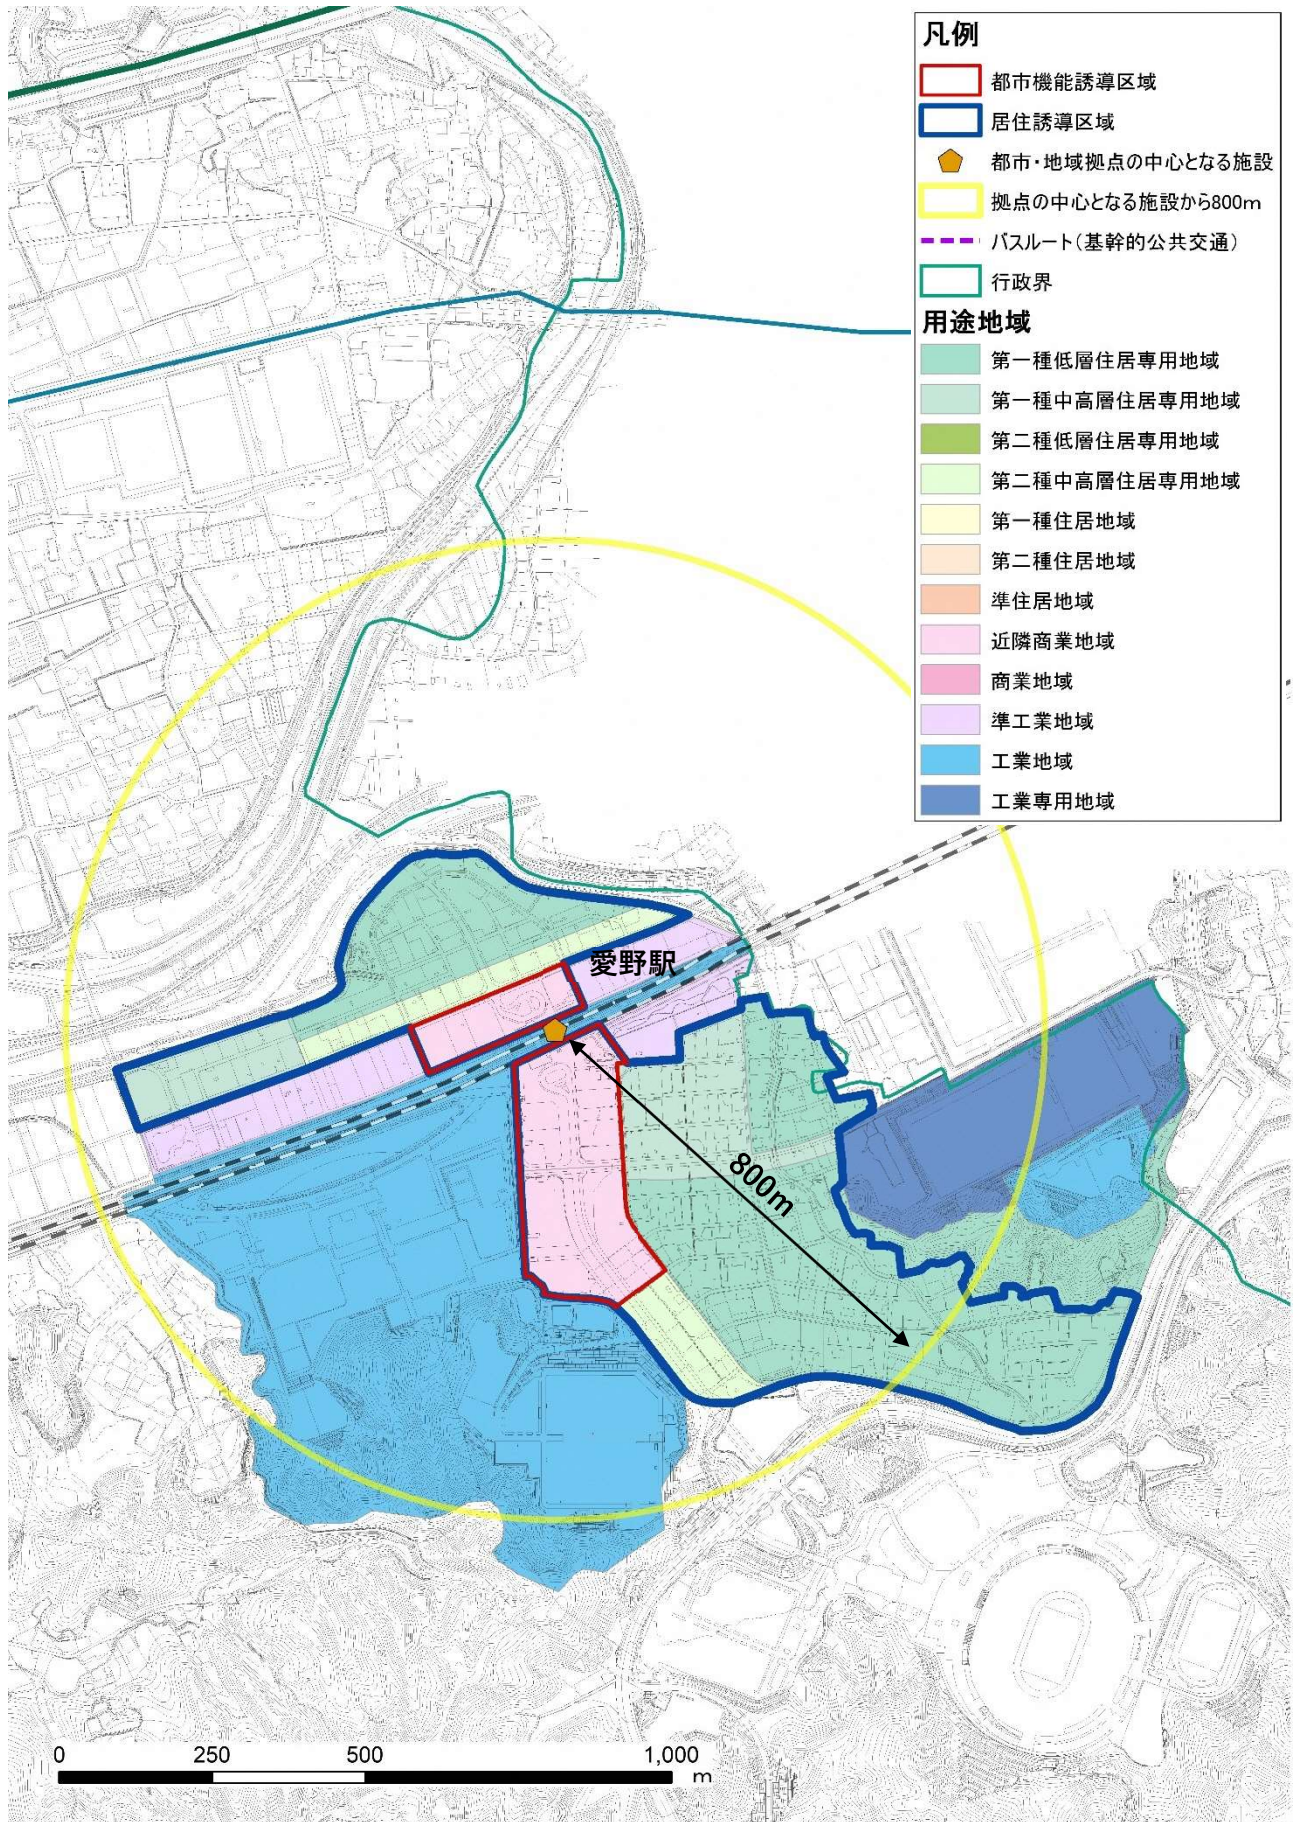 凡例
都市機能誘導区域
居住誘導区域
都市・地域拠点の中心となる施設
拠点の中心となる施設から800m
バスルート（基幹的公共交通）
行政界
用途地域
第一種低層住居専用地域
第一種中高層住居専用地域
第二種低層住居専用地域
第二種中高層住居専用地域
第一種住居地域
第二種住居地域
準住居地域
近隣商業地域
商業地域
準工業地域
工業地域
工業専用地域
愛野駅
800m
0 250 500 1,000
m